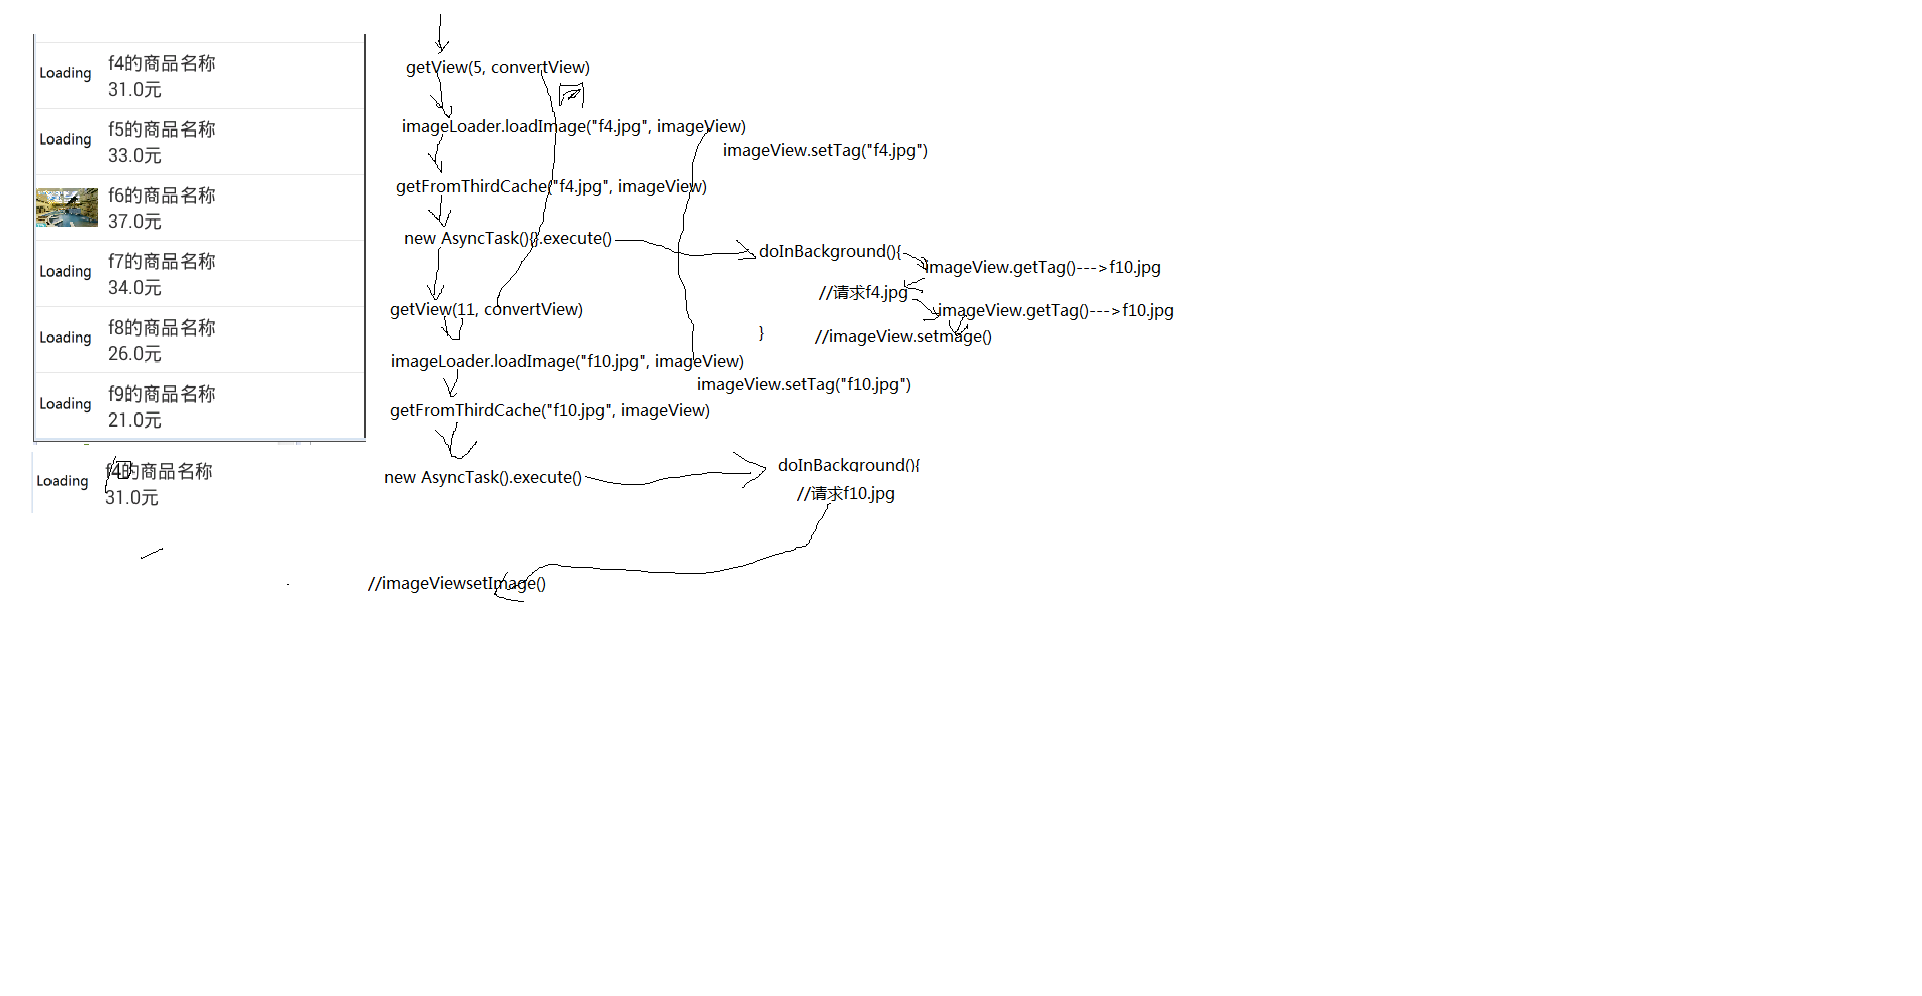 Loading
f4的商品名称
31.0元
Loading
f5的商品名称
33.0元
f6的商品名称
37.0元
Loading
f7的商品名称
34.0元
Loading
f8的商品名称
26.0元
Loading
f9的商品名称
21.0元
Loading
f4的商品名称
31.0元
getView(5, convertView)
imageLoader.loadImage("f4.jpg", imageView)
imageView.setTag("f4.jpg")
getFromThirdCache("f4.jpg", imageView)
new AsyncTask(){}.execute()
doInBackground(){
imageView.getTag()--->f10.jpg
//请求f4.jpg
imageView.getTag()--->f10.jpg
//imageView.setmage()
}
getView(11, convertView)
imageLoader.loadImage("f10.jpg", imageView)
imageView.setTag("f10.jpg")
getFromThirdCache("f10.jpg", imageView)
new AsyncTask().execute()
doInBackground(){
//请求f10.jpg
//imageViewsetImage()